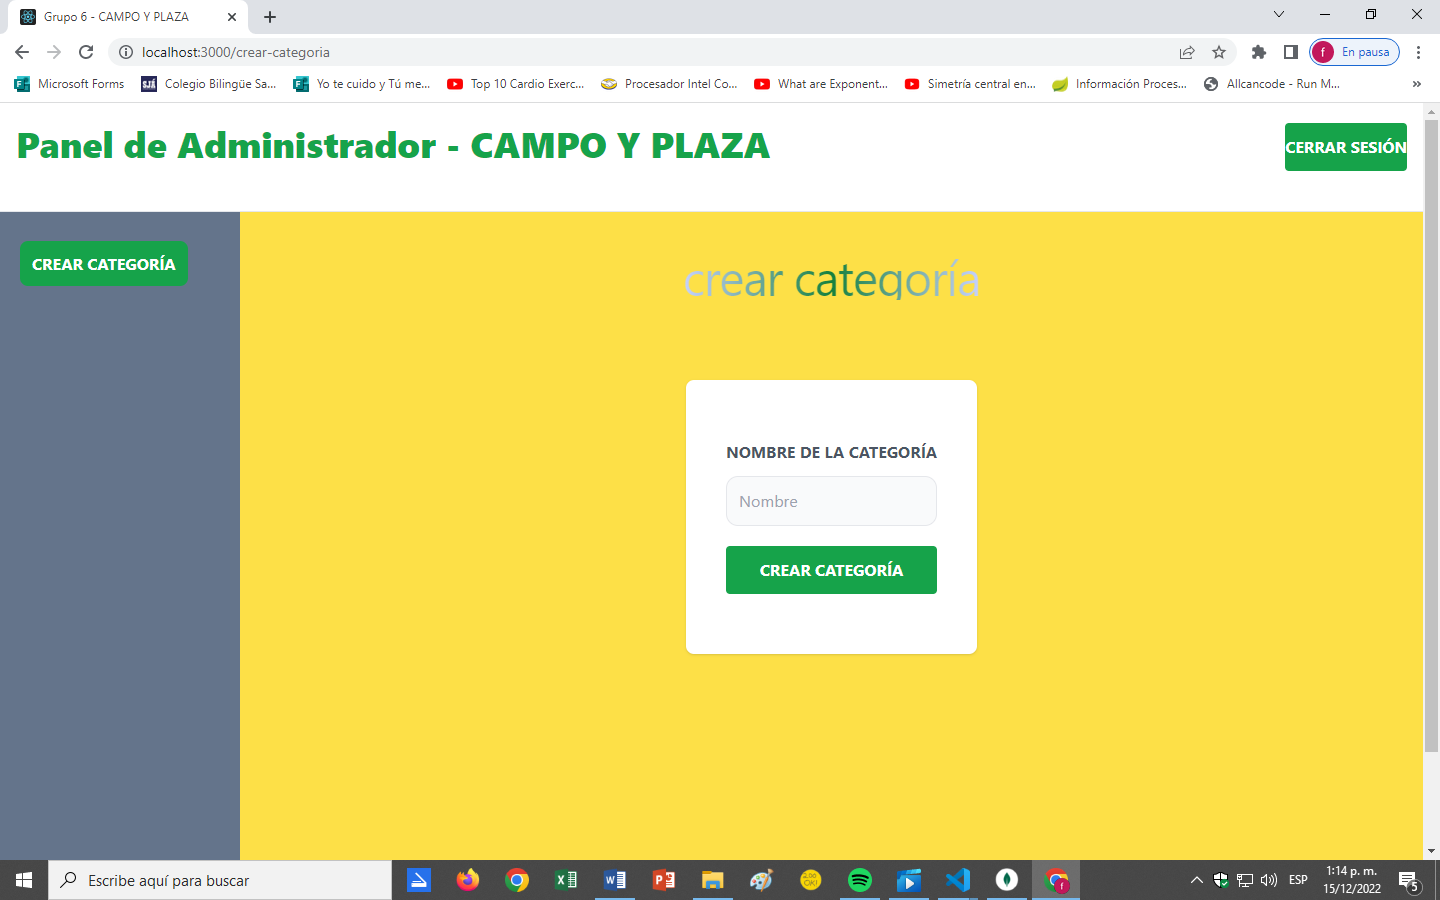 Grupo 6 - CAMPO Y PLAZA
localhost:3000/crear-categoria
f
En pausa
Microsoft Forms
Colegio Bilingüe Sa...
Yo te cuido y Tú me...
Top 10 Cardio Exerc...
Procesador Intel Co...
What are Exponent...
Simetría central en...
Información Proces...
Allcancode - Run M...
»
Panel de Administrador - CAMPO Y PLAZA
CERRAR SESIÓN
CREAR CATEGORÍA
crear categoría
NOMBRE DE LA CATEGORÍA
Nombre
CREAR CATEGORÍA
Escribe aquí para buscar
ESP
1:14 p. m.
15/12/2022
5